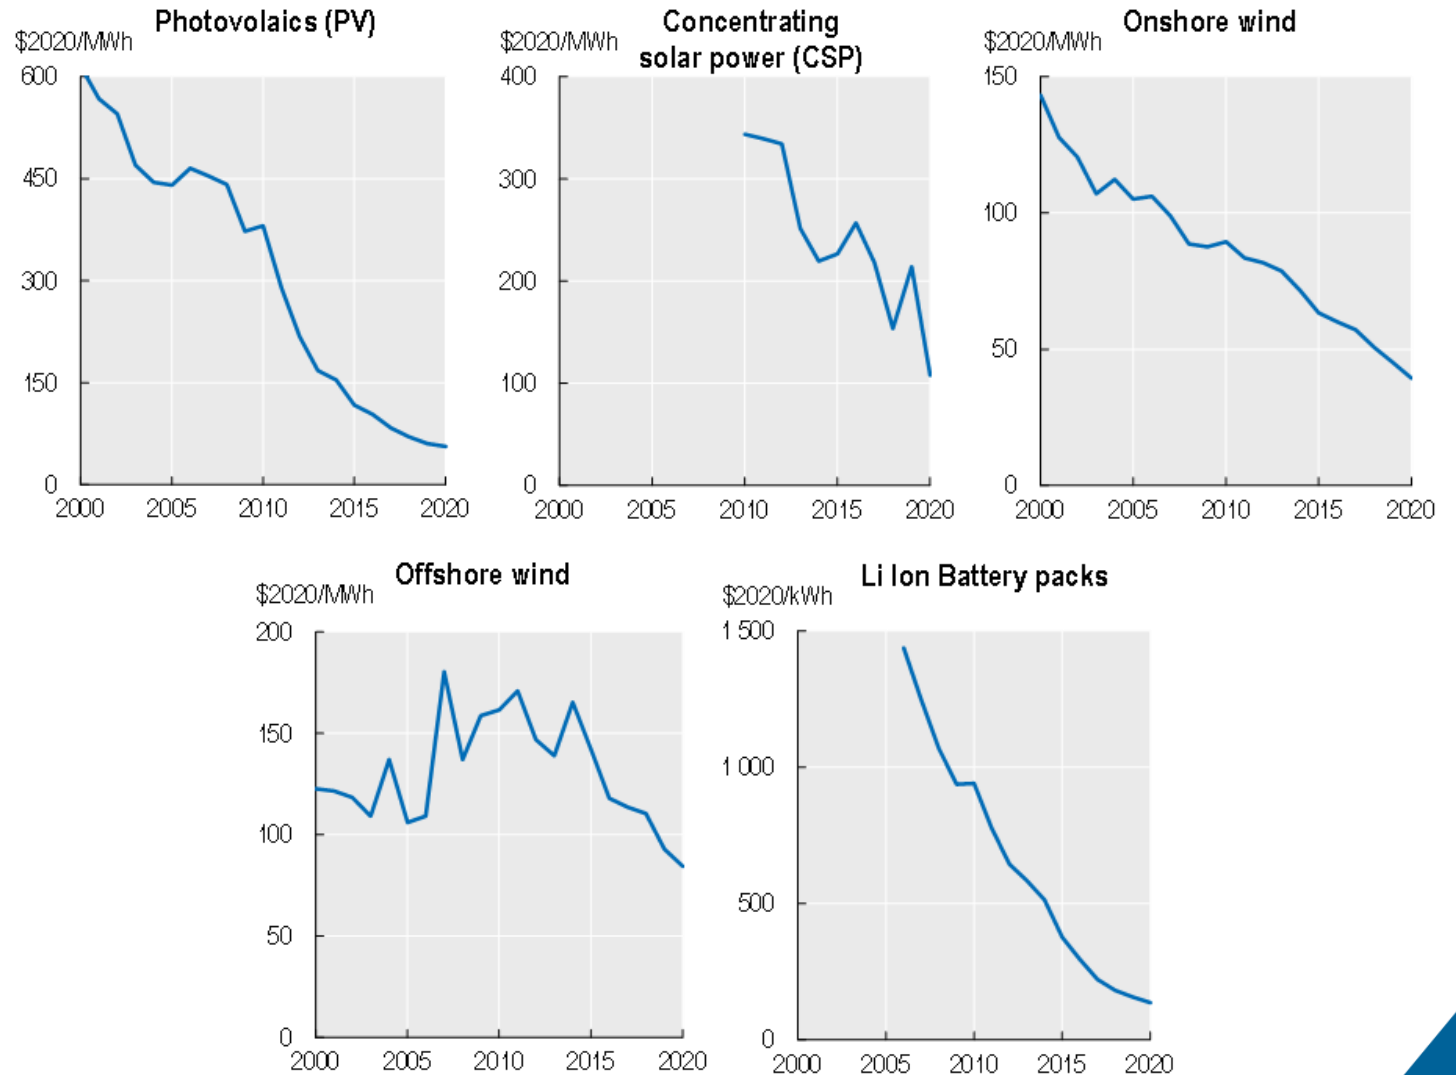 Photovolaics (PV)
$2020/MWh
600
450
300
150
0
2000 2005 2010 2015 2020
Concentrating
solar power (CSP)
$2020/MWh
400
300
200
100
0
2000 2005 2010 2015 2020
Onshore wind
$2020/MWh
150
100
50
0
2000 2005 2010 2015 2020
Offshore wind
$2020/MWh
200
150
100
50
0
2000 2005 2010 2015 2020
Li Ion Battery packs
$2020/kWh
1 500
1 000
500
0
2000 2005 2010 2015 2020